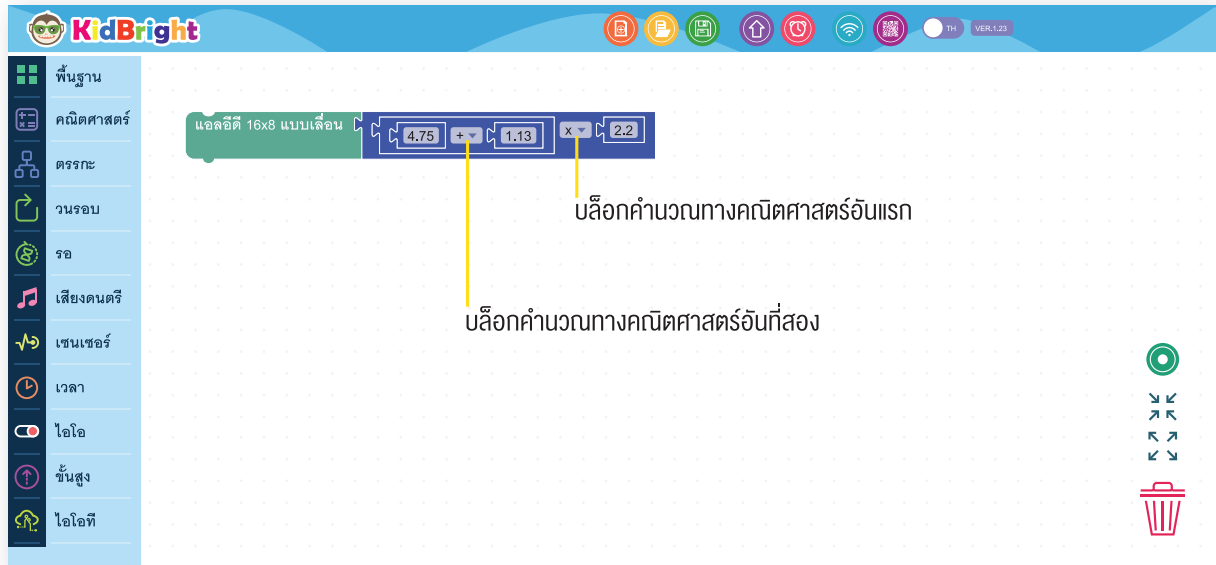 KidBright
TH
VER.1.23
พื้นฐาน
คณิตศาสตร์
ตรรกะ
วนรอบ
รอ
เสียงดนตรี
เซนเซอร์
เวลา
ไอโอ
ขั้นสูง
ไอโอที
แอลอีดี 16x8 แบบเลื่อน 4.75 + 1.13 x 2.2
บล็อกคำนวณทางคณิตศาสตร์อันแรก
บล็อกคำนวณทางคณิตศาสตร์อันที่สอง